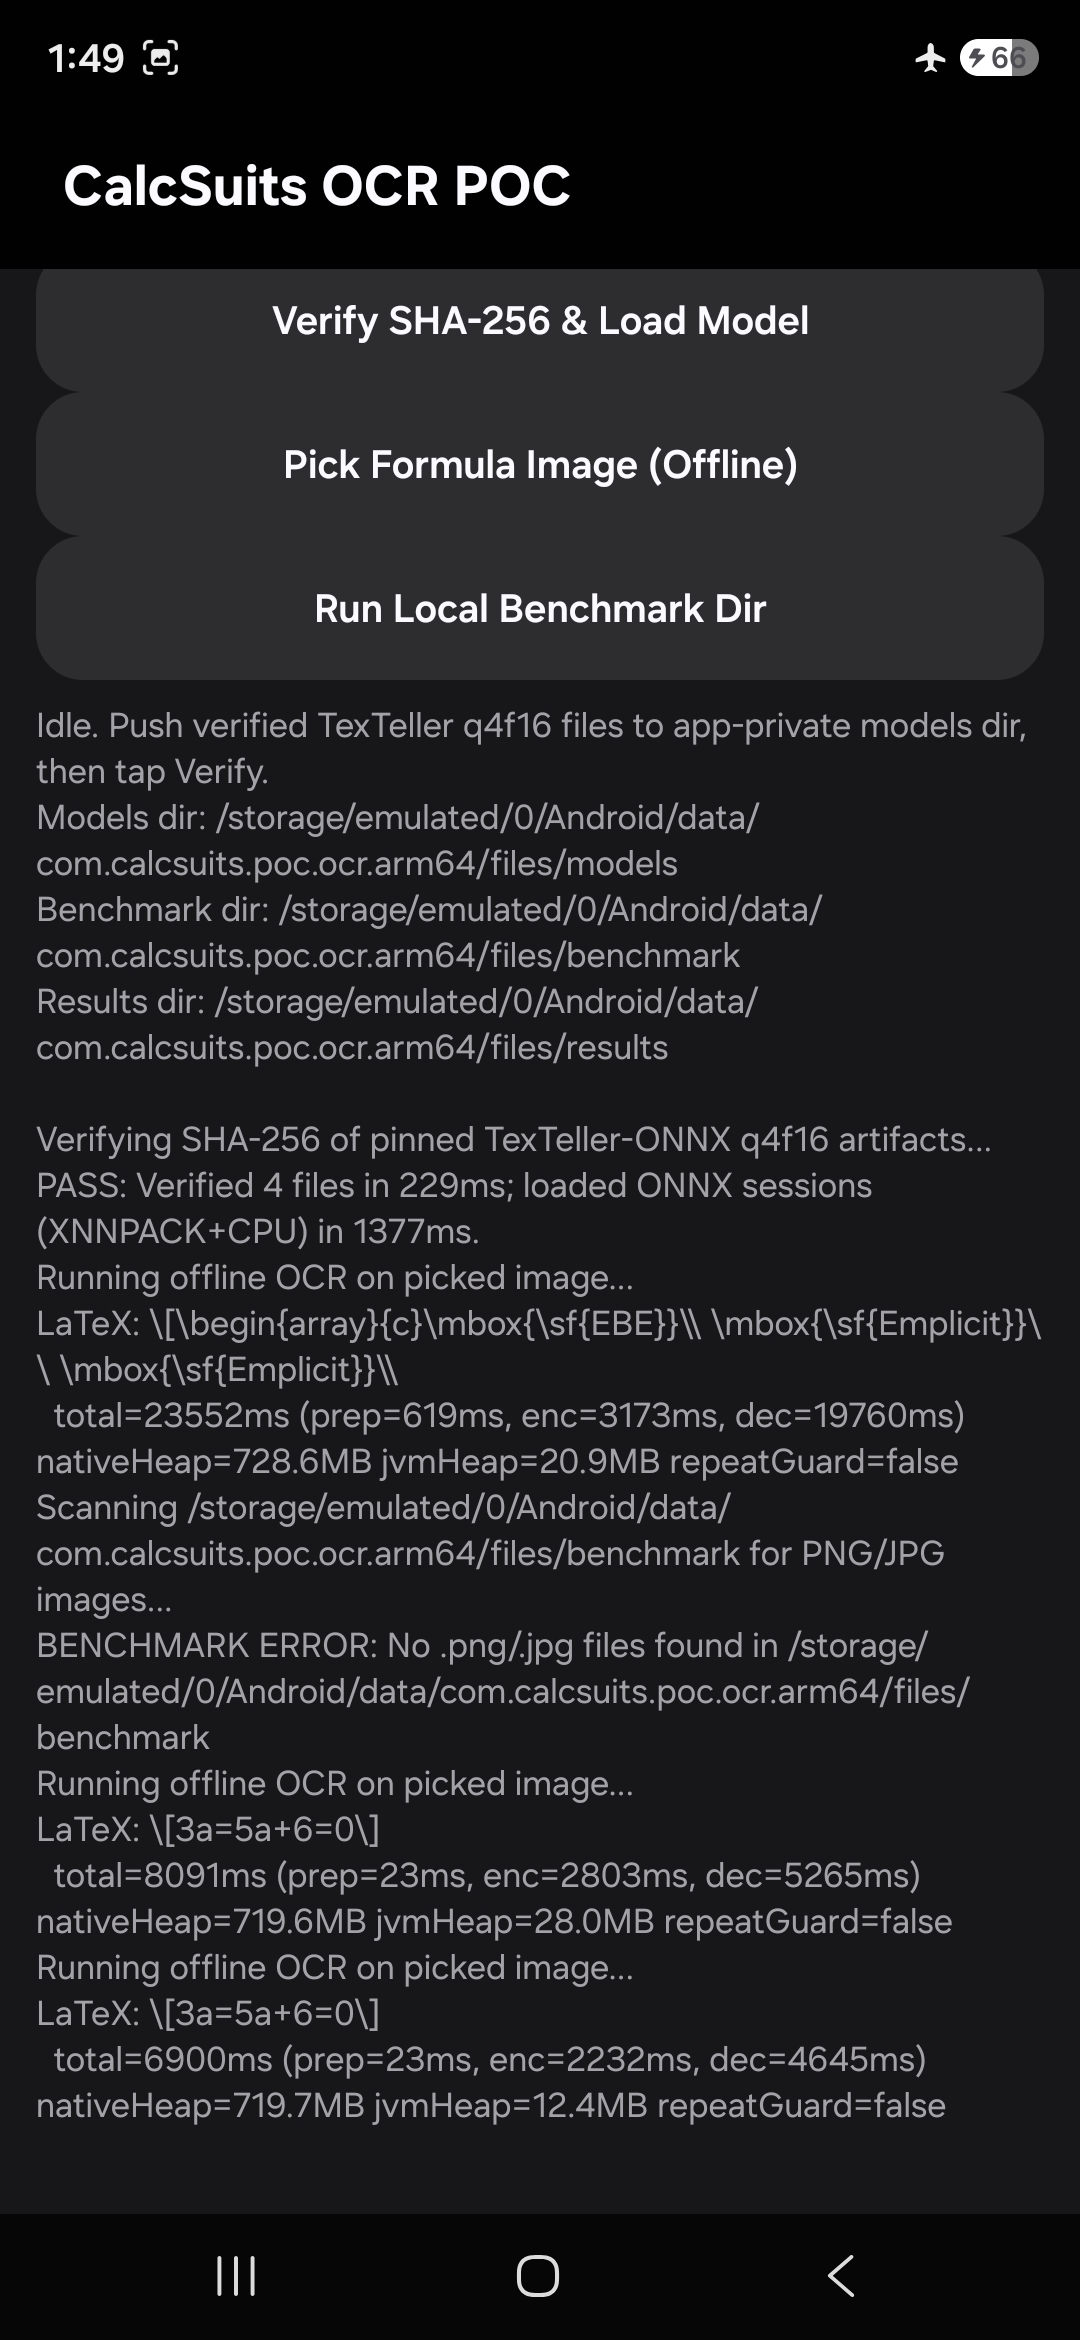 1:49
66
CalcSuits OCR POC
Verify SHA-256 & Load Model
Pick Formula Image (Offline)
Run Local Benchmark Dir
Idle. Push verified TexTeller q4f16 files to app-private models dir,
then tap Verify.
Models dir: /storage/emulated/0/Android/data/
com.calcsuits.poc.ocr.arm64/files/models
Benchmark dir: /storage/emulated/0/Android/data/
com.calcsuits.poc.ocr.arm64/files/benchmark
Results dir: /storage/emulated/0/Android/data/
com.calcsuits.poc.ocr.arm64/files/results
Verifying SHA-256 of pinned TexTeller-ONNX q4f16 artifacts...
PASS: Verified 4 files in 229ms; loaded ONNX sessions
(XNNPACK+CPU) in 1377ms.
Running offline OCR on picked image...
LaTeX: \[\begin{array}{c}\mbox{\sf{EBE}}\\ \mbox{\sf{Emplicit}}\
\ \mbox{\sf{Emplicit}}\\
total=23552ms (prep=619ms, enc=3173ms, dec=19760ms)
nativeHeap=728.6MB jvmHeap=20.9MB repeatGuard=false
Scanning /storage/emulated/0/Android/data/
com.calcsuits.poc.ocr.arm64/files/benchmark for PNG/JPG
images...
BENCHMARK ERROR: No .png/.jpg files found in /storage/
emulated/0/Android/data/com.calcsuits.poc.ocr.arm64/files/
benchmark
Running offline OCR on picked image...
LaTeX: \[3a=5a+6=0\]
total=8091ms (prep=23ms, enc=2803ms, dec=5265ms)
nativeHeap=719.6MB jvmHeap=28.0MB repeatGuard=false
Running offline OCR on picked image...
LaTeX: \[3a=5a+6=0\]
total=6900ms (prep=23ms, enc=2232ms, dec=4645ms)
nativeHeap=719.7MB jvmHeap=12.4MB repeatGuard=false